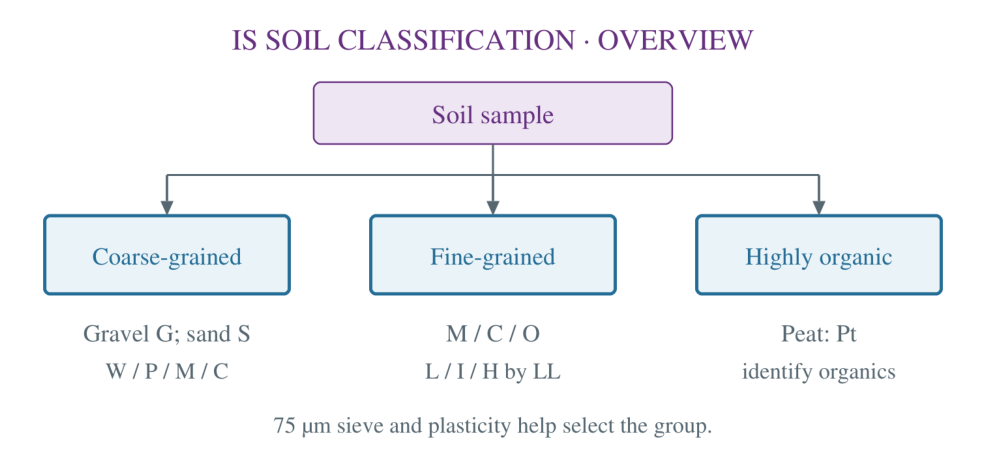 IS SOIL CLASSIFICATION · OVERVIEW
Soil sample
Coarse-grained
Fine-grained
Highly organic
Gravel G; sand S
W / P / M / C
M / C / O
L / I / H by LL
Peat: Pt
identify organics
75 µm sieve and plasticity help select the group.